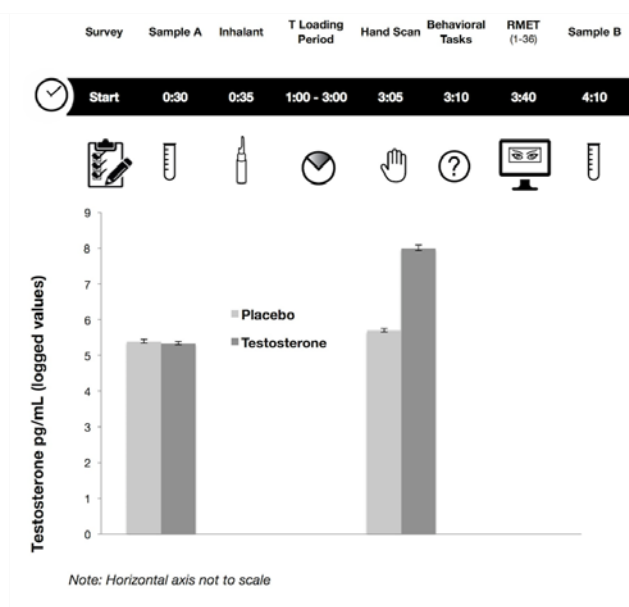 Survey
Sample A
Inhalant
T Loading
Period
Hand Scan
Behavioral
Tasks
RMET
(1-36)
Sample B
Start
0:30
0:35
1:00 - 3:00
3:05
3:10
3:40
4:10
Testosterone pg/mL (logged values)
9
8
7
6
5
4
3
2
1
0
Placebo
Testosterone
Note: Horizontal axis not to scale